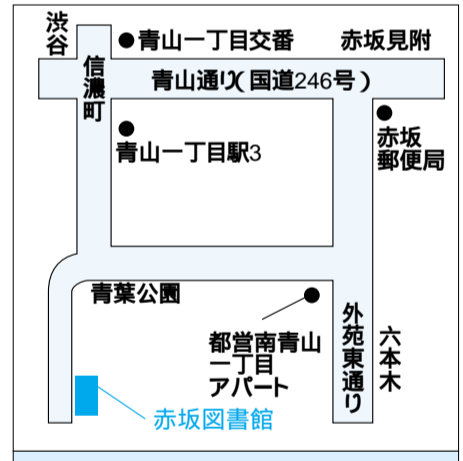 渋谷
信濃町
青山一丁目交番
赤坂見附
青山通り(国道246号)
青山一丁目駅3
赤坂
郵便局
青葉公園
都営南青山
一丁目
アパート
外苑東通り
六本木
赤坂図書館